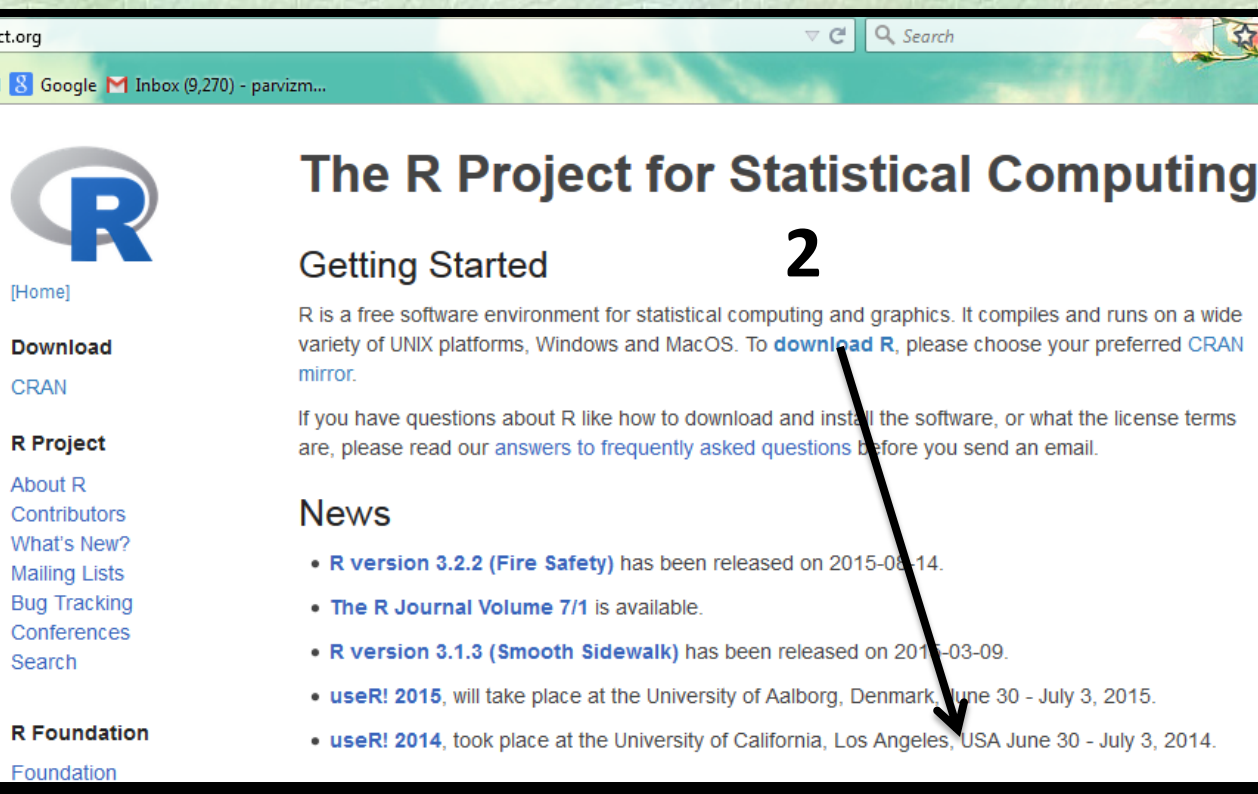 ct.org
Search
8 Google M Inbox (9,270) - parvizm...
R
The R Project for Statistical Computing
2
[Home]
Download
CRAN
R Project
About R
Contributors
What's New?
Mailing Lists
Bug Tracking
Conferences
Search
R Foundation
Foundation
Getting Started
R is a free software environment for statistical computing and graphics. It compiles and runs on a wide
variety of UNIX platforms, Windows and MacOS. To download R, please choose your preferred CRAN
mirror.
If you have questions about R like how to download and install the software, or what the license terms
are, please read our answers to frequently asked questions before you send an email.
News
• R version 3.2.2 (Fire Safety) has been released on 2015-08-14.
• The R Journal Volume 7/1 is available.
• R version 3.1.3 (Smooth Sidewalk) has been released on 2015-03-09.
• useR! 2015, will take place at the University of Aalborg, Denmark, June 30 - July 3, 2015.
• useR! 2014, took place at the University of California, Los Angeles, USA June 30 - July 3, 2014.